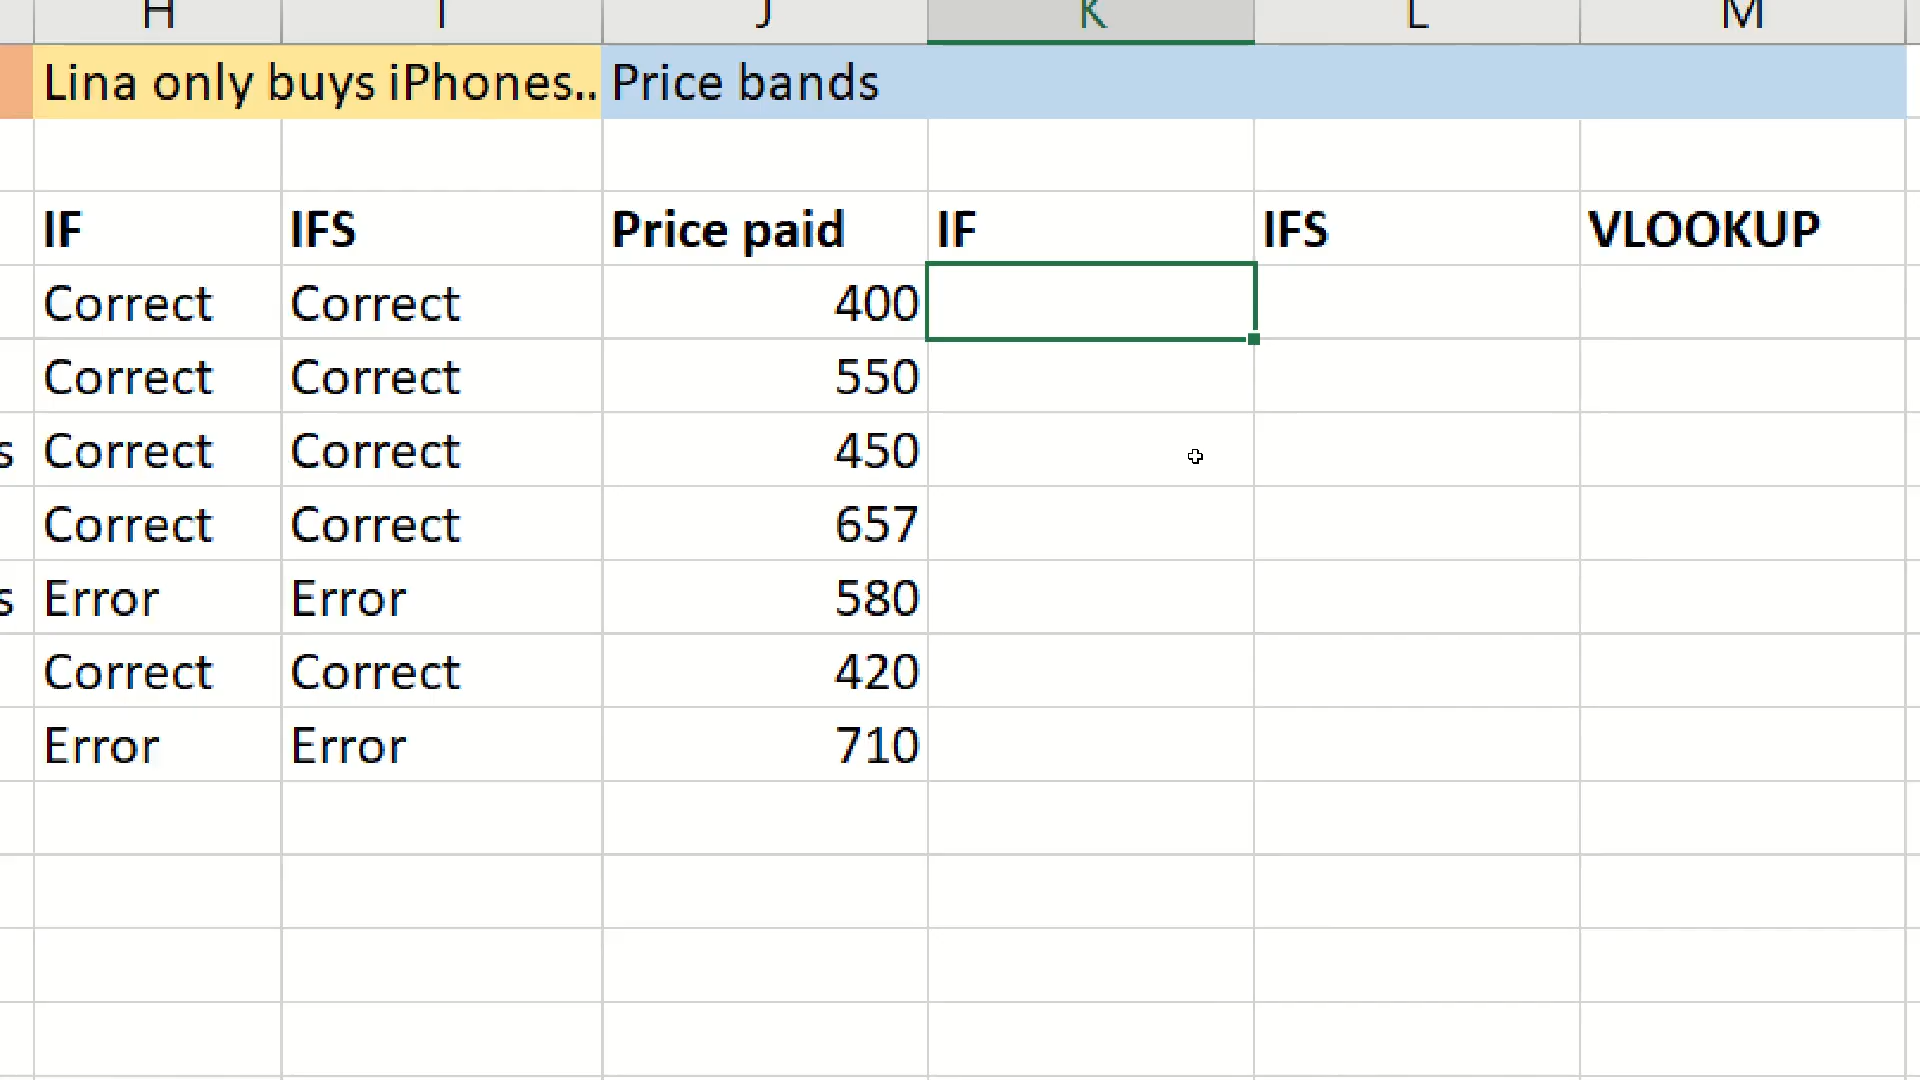 H I J K L M
Lina only buys iPhones.. Price bands
IF IFS Price paid IF IFS VLOOKUP
Correct Correct 400
Correct Correct 550
s Correct Correct 450
Correct Correct 657
s Error Error 580
Correct Correct 420
Error Error 710